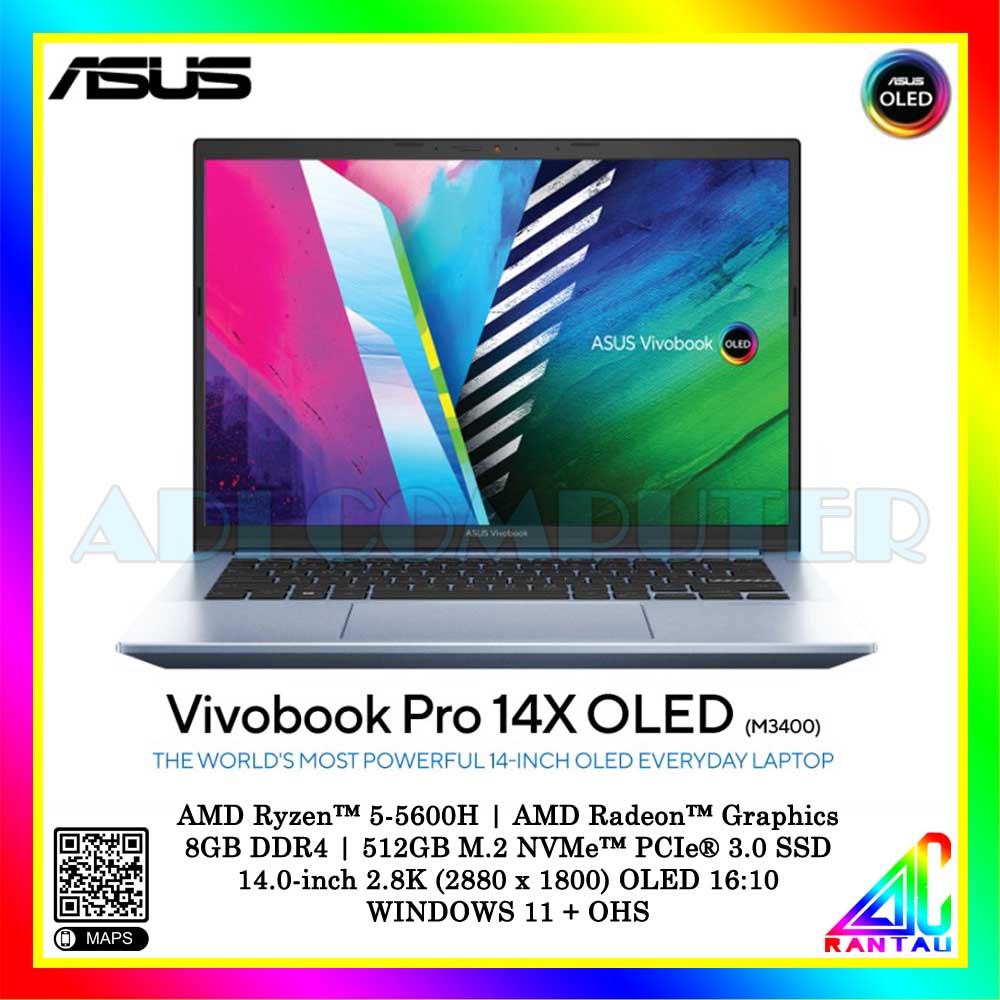 ASUS
ASUS
OLED
ASUS Vivobook OLED
ADI COMPUTER
ASUS Vivobook
Vivobook Pro 14X OLED (M3400)
THE WORLD'S MOST POWERFUL 14-INCH OLED EVERYDAY LAPTOP
AMD Ryzen™ 5-5600H | AMD Radeon™ Graphics
8GB DDR4 | 512GB M.2 NVMe™ PCIe® 3.0 SSD
14.0-inch 2.8K (2880 x 1800) OLED 16:10
WINDOWS 11 + OHS
MAPS
AC
RANTAU